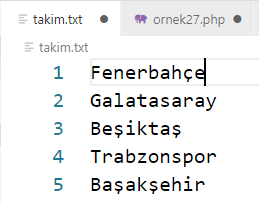 takim.txt ornek27.php
takim.txt
1 Fenerbahçe
2 Galatasaray
3 Beşiktaş
4 Trabzonspor
5 Başakşehir